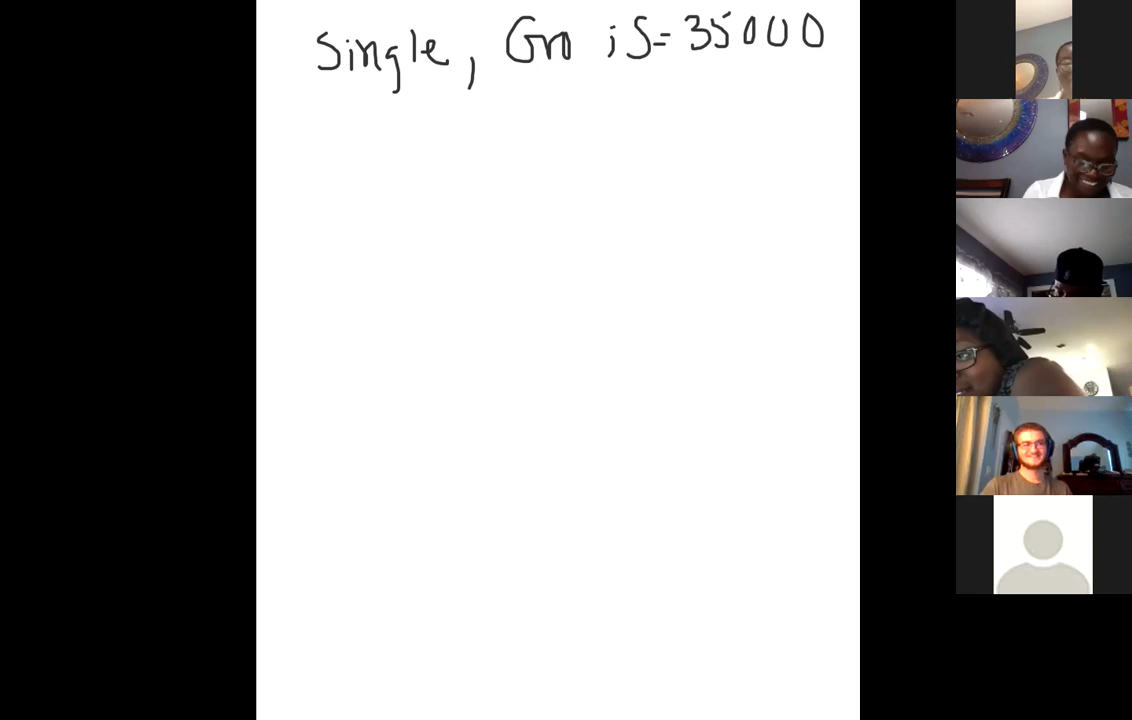 Single, Gro is = 35000